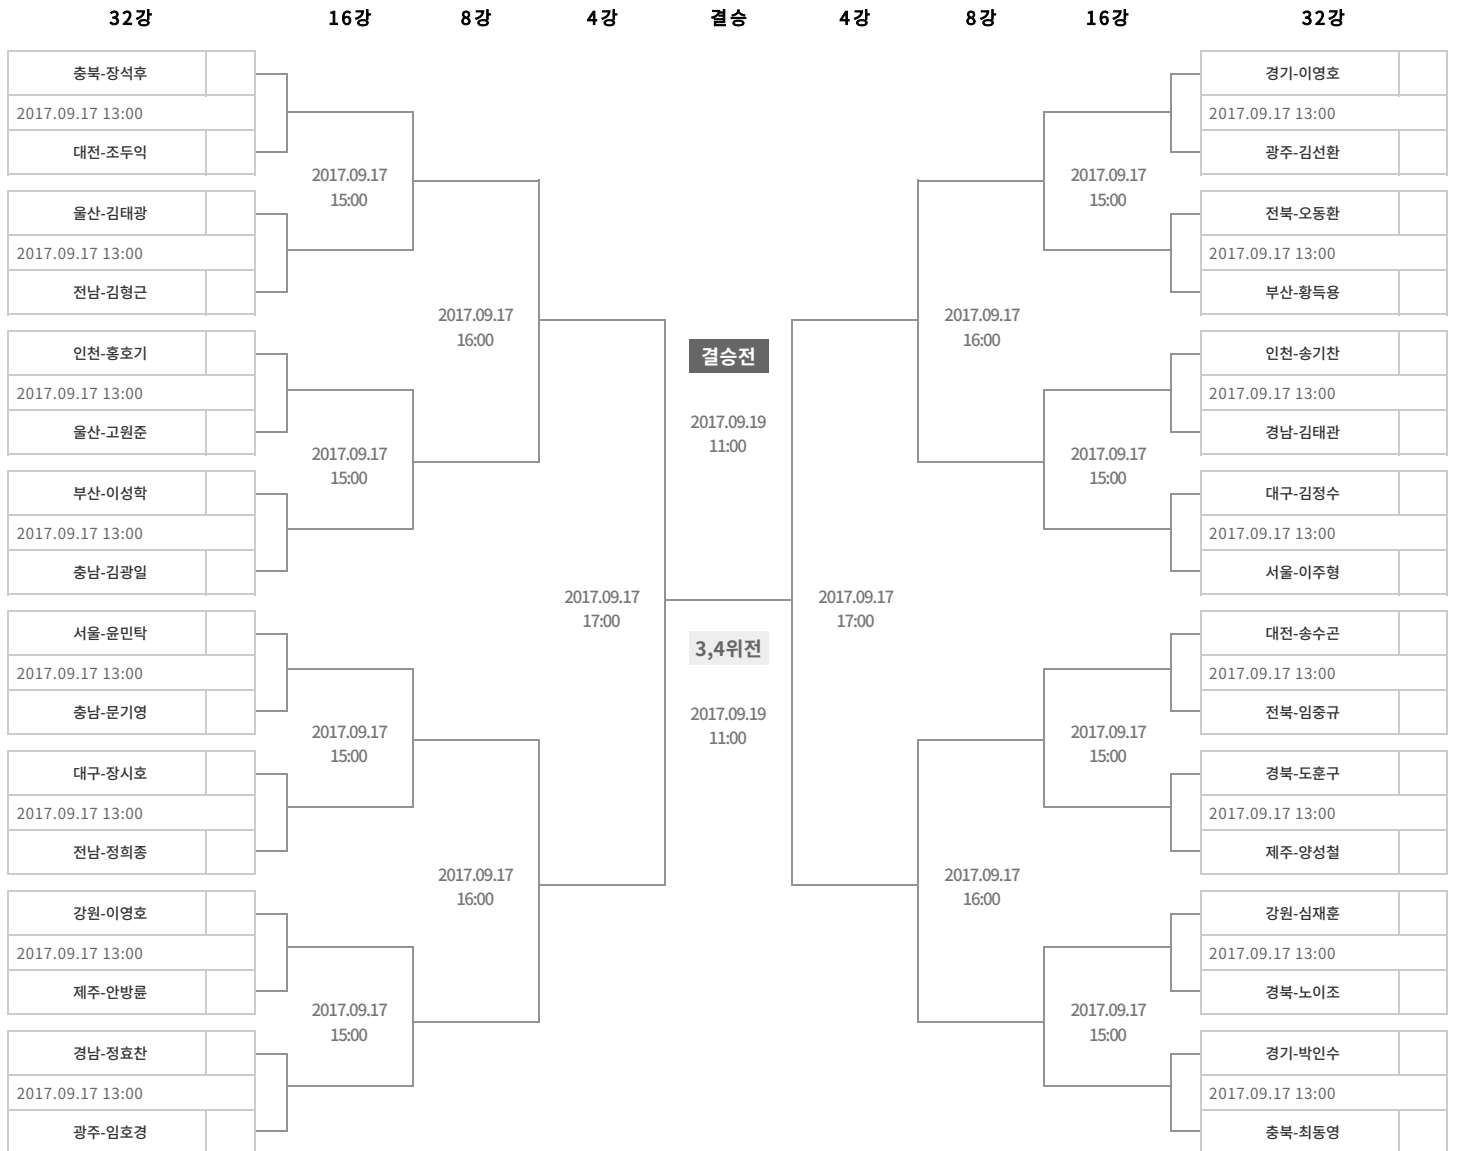 32강
16강
8강
4강
결승
4강
8강
16강
32강
충북-장석후
2017.09.17 13:00
대전-조두익
울산-김태광
2017.09.17 13:00
전남-김형근
인천-홍호기
2017.09.17 13:00
울산-고원준
부산-이성학
2017.09.17 13:00
충남-김광일
서울-윤민탁
2017.09.17 13:00
충남-문기영
대구-장시호
2017.09.17 13:00
전남-정희종
강원-이영호
2017.09.17 13:00
제주-안방륜
경남-정효찬
2017.09.17 13:00
광주-임호경
2017.09.17
15:00
2017.09.17
15:00
2017.09.17
15:00
2017.09.17
15:00
2017.09.17
16:00
2017.09.17
16:00
2017.09.17
17:00
결승전
2017.09.19
11:00
3,4위전
2017.09.19
11:00
2017.09.17
17:00
2017.09.17
16:00
2017.09.17
16:00
2017.09.17
15:00
2017.09.17
15:00
2017.09.17
15:00
2017.09.17
15:00
경기-이영호
2017.09.17 13:00
광주-김선환
전북-오동환
2017.09.17 13:00
부산-황득용
인천-송기찬
2017.09.17 13:00
경남-김태관
대구-김정수
2017.09.17 13:00
서울-이주형
대전-송수곤
2017.09.17 13:00
전북-임중규
경북-도훈구
2017.09.17 13:00
제주-양성철
강원-심재훈
2017.09.17 13:00
경북-노이조
경기-박인수
2017.09.17 13:00
충북-최동영